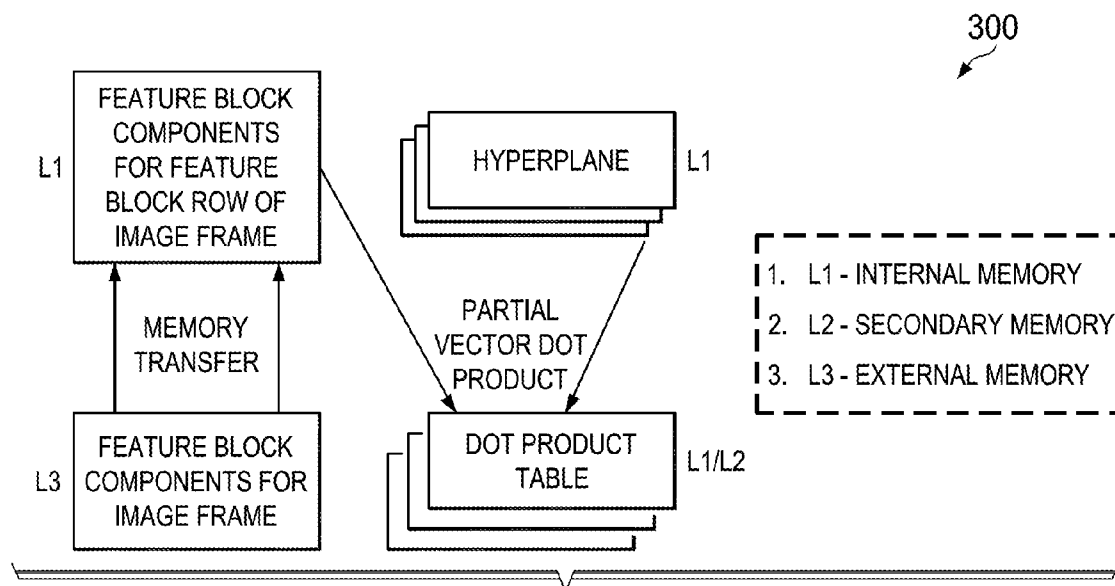 300
FEATURE BLOCK
COMPONENTS
FOR FEATURE
BLOCK ROW OF
IMAGE FRAME
L1
HYPERPLANE
L1
MEMORY
TRANSFER
PARTIAL
VECTOR DOT
PRODUCT
1. L1 - INTERNAL MEMORY
2. L2 - SECONDARY MEMORY
3. L3 - EXTERNAL MEMORY
L3
FEATURE BLOCK
COMPONENTS FOR
IMAGE FRAME
DOT PRODUCT
TABLE
L1/L2